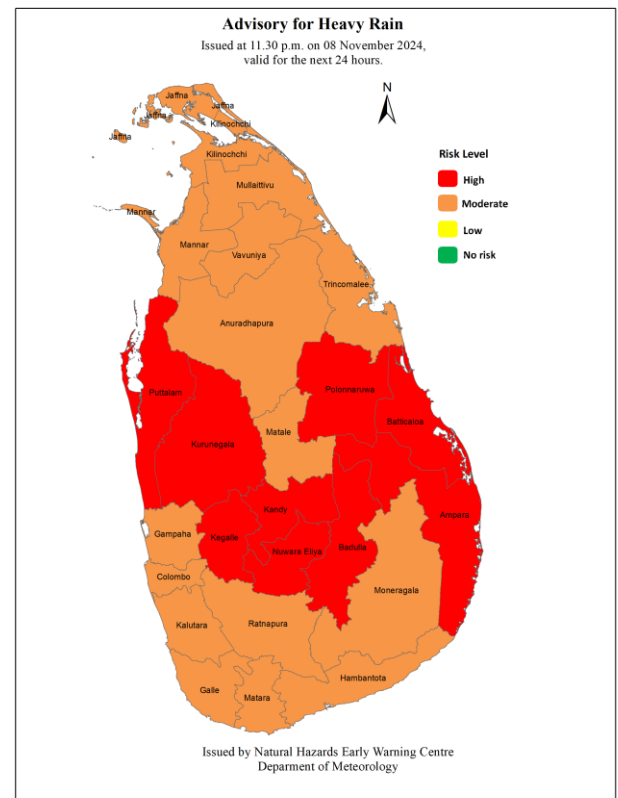 Advisory for Heavy Rain
Issued at 11.30 p.m. on 08 November 2024,
valid for the next 24 hours.
N
Jaffna
Jaffna
Jaffna
Kilinochchi
Jaffna
Kilinochchi
Risk Level
High
Mullaittivu
Moderate
Mannar
Low
Mannar
Vavuniya
No risk
Trincomalee
Anuradhapura
Polonnaruwa
Puttalam
Batticaloa
Matale
Kurunegala
Kandy
Ampara
Gampaha
Kegalle
Nuwara Eliya
Badulla
Colombo
Moneragala
Kalutara
Ratnapura
Hambantota
Galle
Matara
Issued by Natural Hazards Early Warning Centre
Deparment of Meteorology